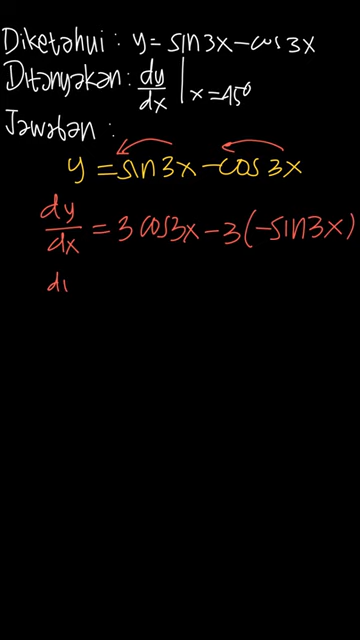 Diketahui : y = sin 3x - cos 3x
Ditanyakan: dy/dx | x = 45°
Jawaban :
y = sin 3x - cos 3x
dy/dx = 3 cos 3x - 3 (-sin 3x)
d